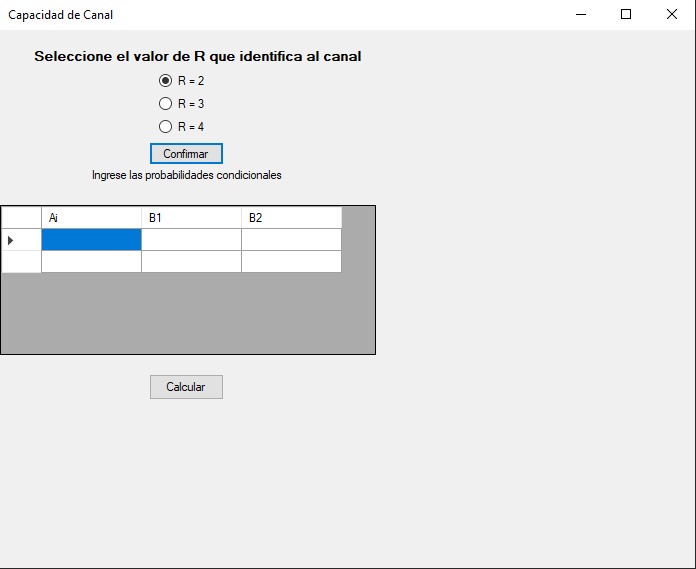 Capacidad de Canal
Seleccione el valor de R que identifica al canal
R = 2
R = 3
R = 4
Confirmar
Ingrese las probabilidades condicionales
Ai B1 B2
Calcular